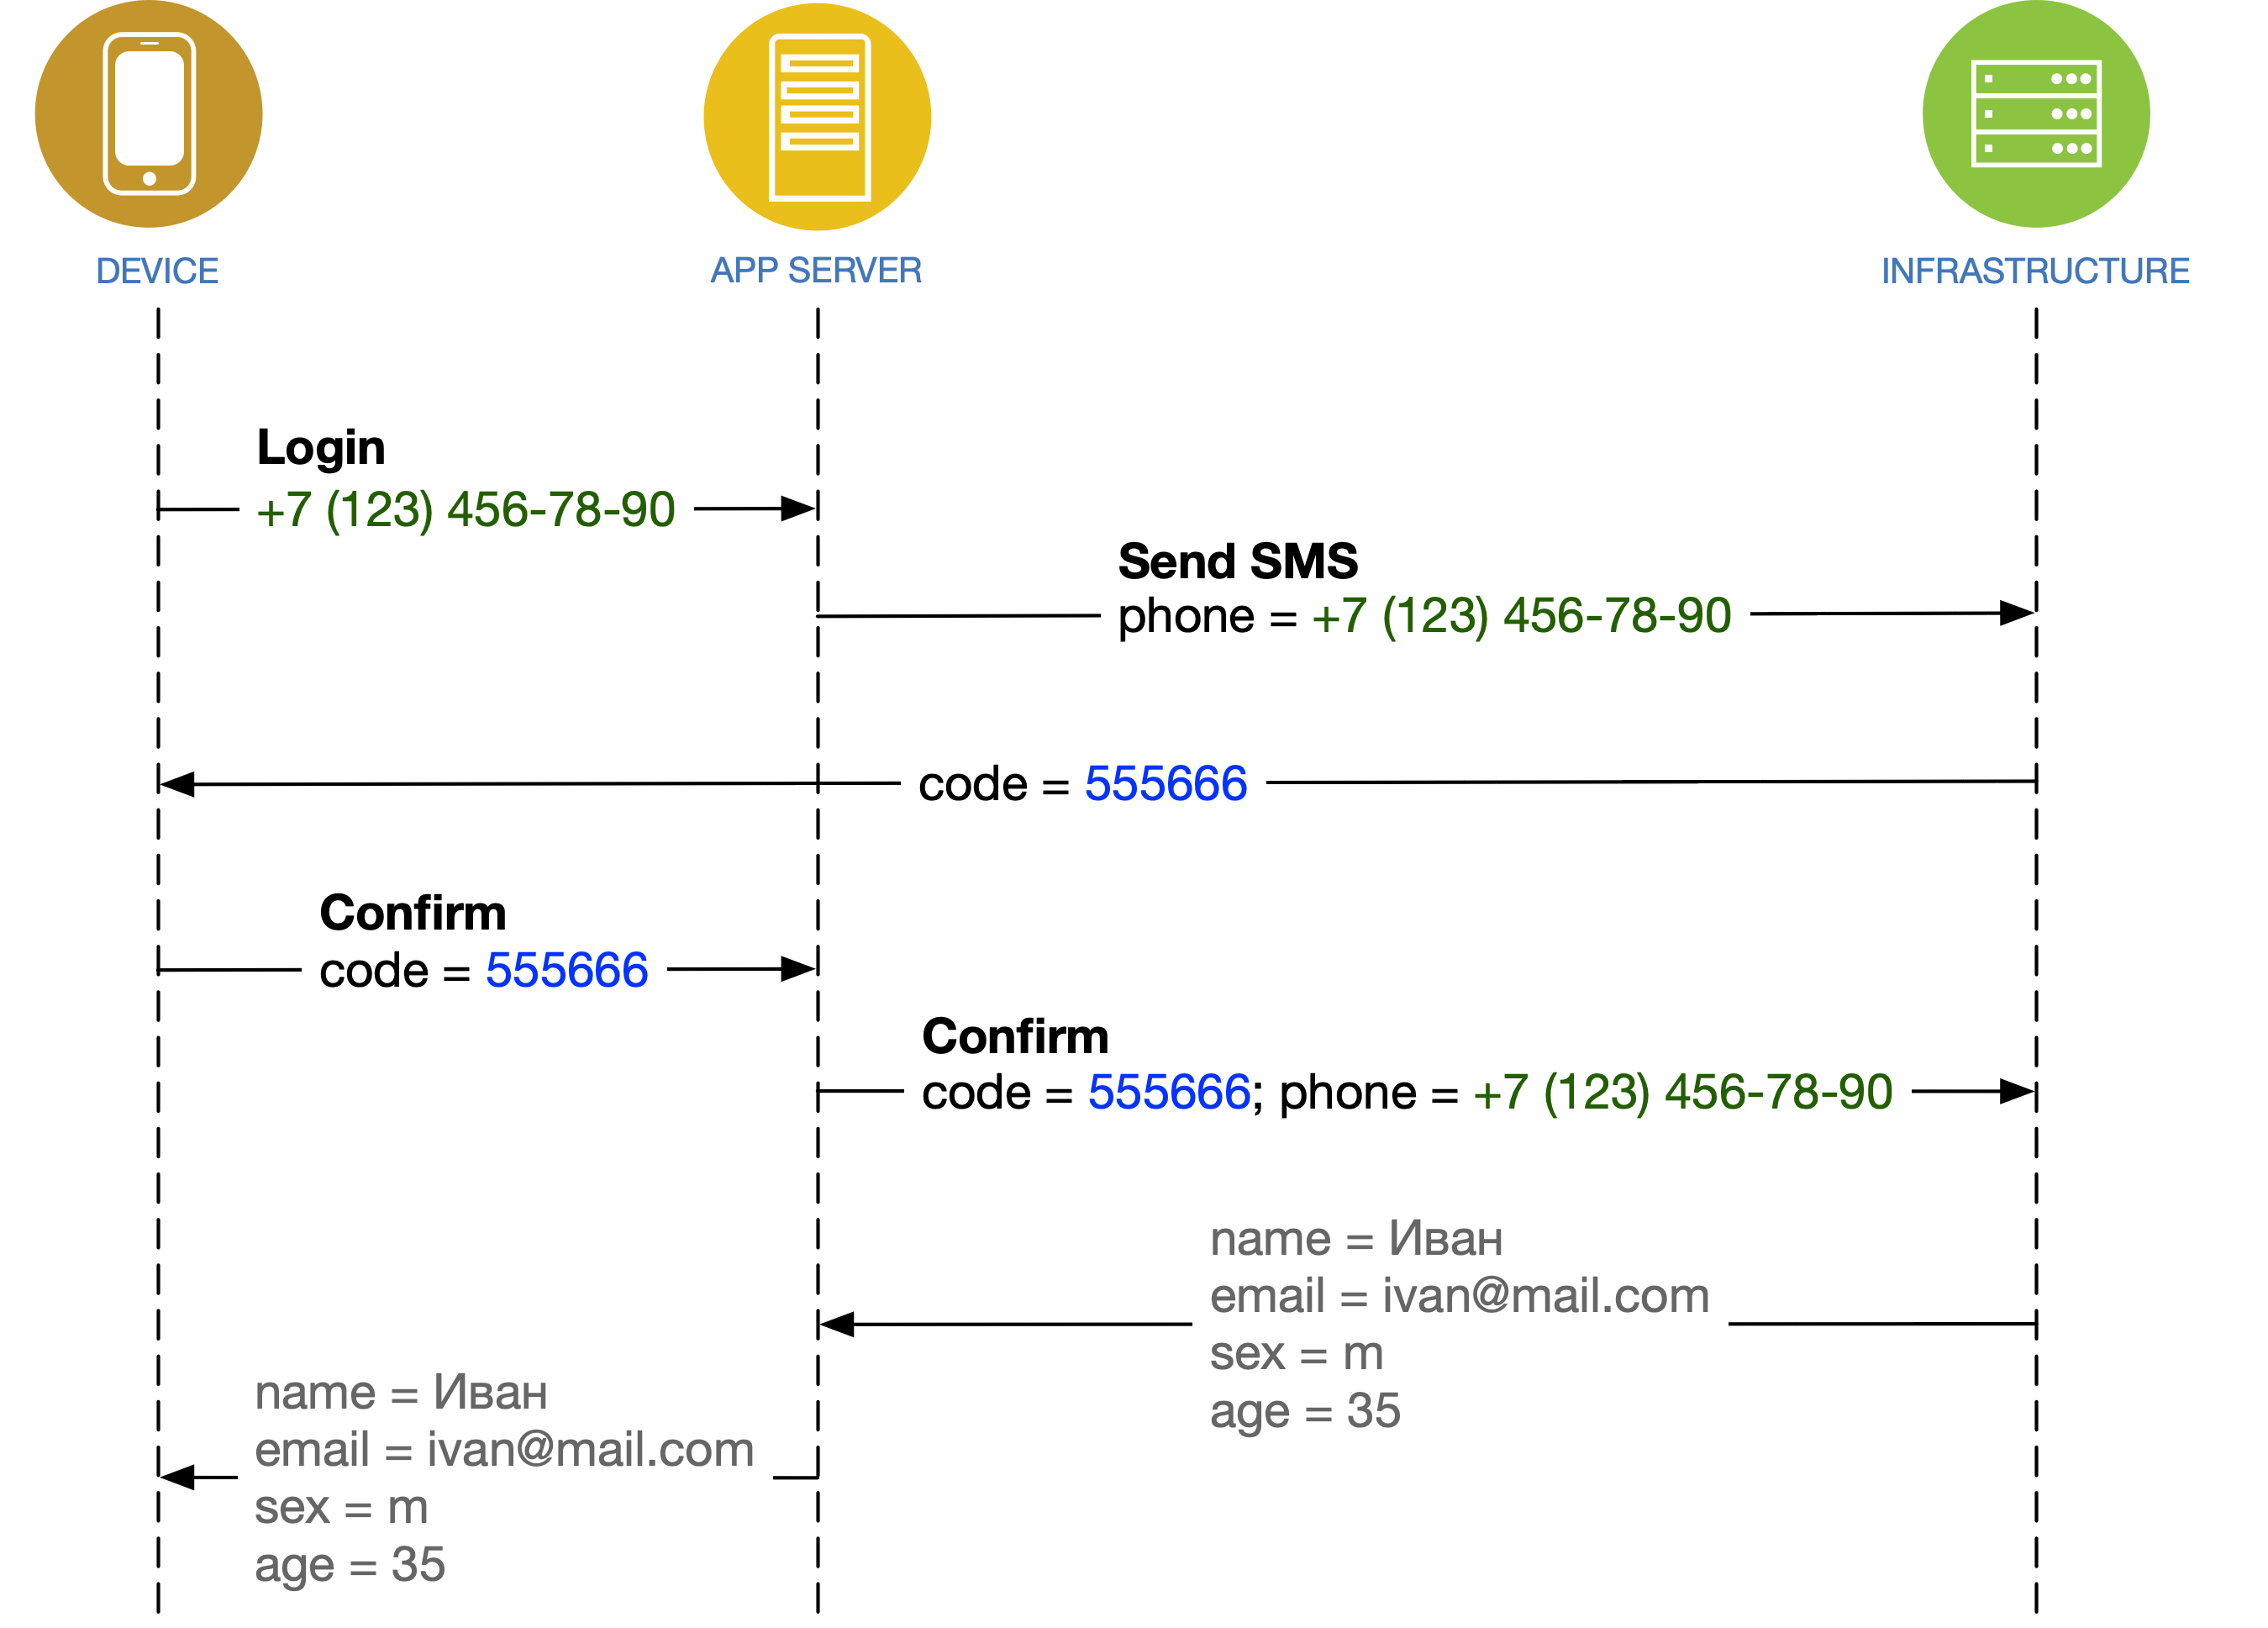 DEVICE
APP SERVER
INFRASTRUCTURE
Login
+7 (123) 456-78-90
Send SMS
phone = +7 (123) 456-78-90
code = 555666
Confirm
code = 555666
Confirm
code = 555666; phone = +7 (123) 456-78-90
name = Иван
email = ivan@mail.com
sex = m
age = 35
name = Иван
email = ivan@mail.com
sex = m
age = 35